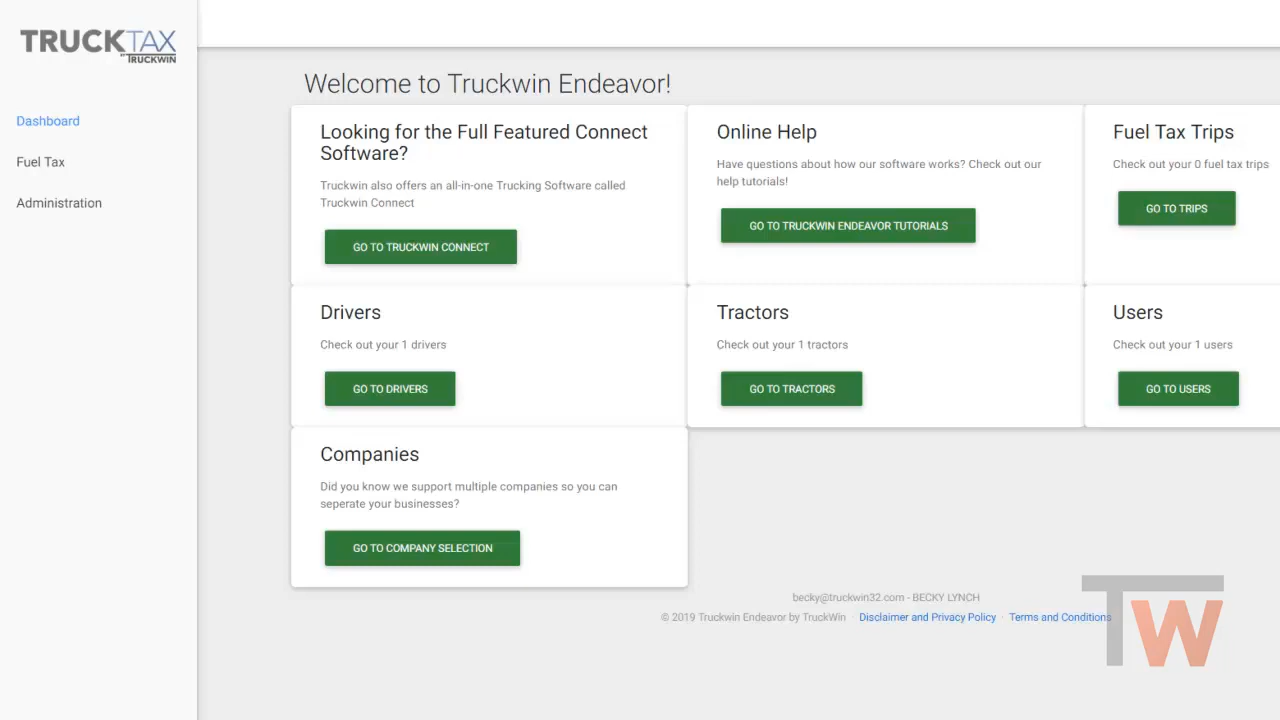 TRUCKTAX
BY TRUCKWIN
Dashboard
Fuel Tax
Administration
Welcome to Truckwin Endeavor!
Looking for the Full Featured Connect
Software?
Truckwin also offers an all-in-one Trucking Software called
Truckwin Connect
GO TO TRUCKWIN CONNECT
Online Help
Have questions about how our software works? Check out our
help tutorials!
GO TO TRUCKWIN ENDEAVOR TUTORIALS
Fuel Tax Trips
Check out your 0 fuel tax trips
GO TO TRIPS
Drivers
Check out your 1 drivers
GO TO DRIVERS
Tractors
Check out your 1 tractors
GO TO TRACTORS
Users
Check out your 1 users
GO TO USERS
Companies
Did you know we support multiple companies so you can
seperate your businesses?
GO TO COMPANY SELECTION
becky@truckwin32.com - BECKY LYNCH
© 2019 Truckwin Endeavor by TruckWin · Disclaimer and Privacy Policy · Terms and Conditions
TW